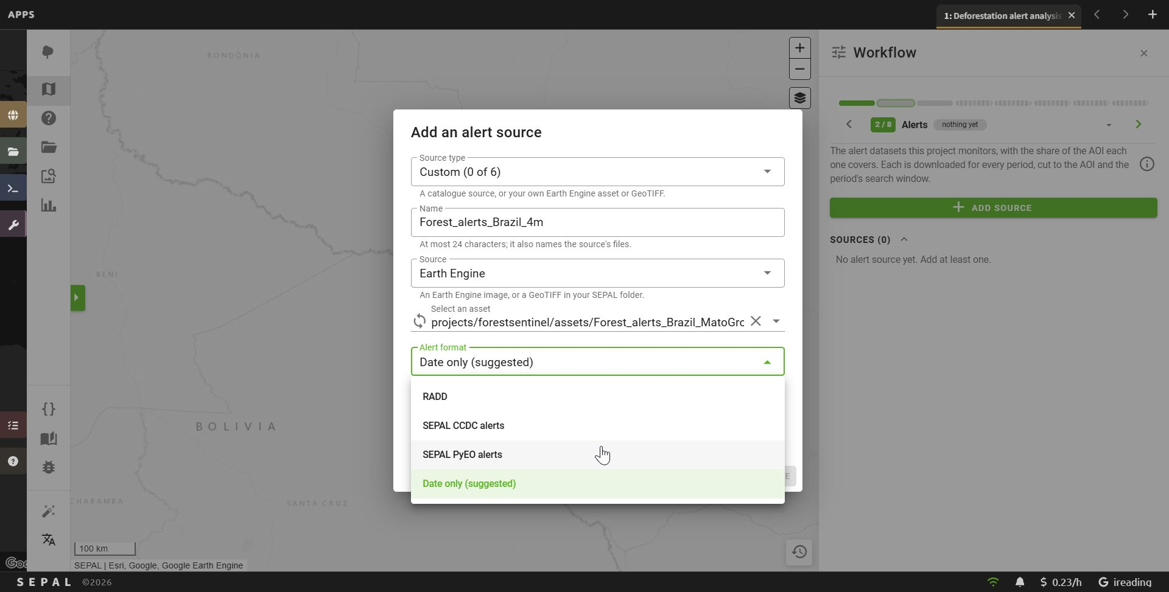 APPS
1: Deforestation alert analysis
RONDÔNIA
BENI
BOLIVIA
SANTA CRUZ
100 km
SEPAL | Esri, Google, Google Earth Engine
Add an alert source
Source type
Custom (0 of 6)
A catalogue source, or your own Earth Engine asset or GeoTIFF.
Name
Forest_alerts_Brazil_4m
At most 24 characters; it also names the source's files.
Source
Earth Engine
An Earth Engine image, or a GeoTIFF in your SEPAL folder.
Select an asset
projects/forestsentinel/assets/Forest_alerts_Brazil_MatoGro
Alert format
Date only (suggested)
RADD
SEPAL CCDC alerts
SEPAL PyEO alerts
Date only (suggested)
Workflow
2 / 8 Alerts nothing yet
The alert datasets this project monitors, with the share of the AOI each
one covers. Each is downloaded for every period, cut to the AOI and the
period's search window.
ADD SOURCE
SOURCES (0)
No alert source yet. Add at least one.
SEPAL ©2026
$ 0.23/h
ireading